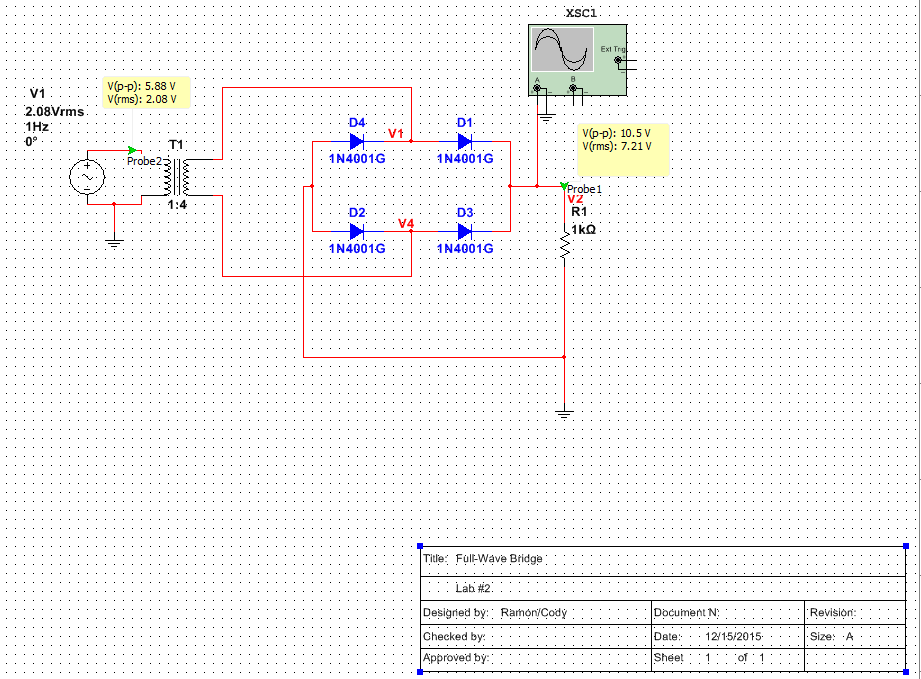 XSC1
Ext Trig
+
-
A
B
+ - + -
V1
2.08Vrms
1Hz
0°
V(p-p): 5.88 V
V(rms): 2.08 V
Probe2
T1
1:4
D4
1N4001G
V1
D1
1N4001G
D2
1N4001G
V4
D3
1N4001G
V(p-p): 10.5 V
V(rms): 7.21 V
Probe1
V2
R1
1kΩ
Title: Full-Wave Bridge
Lab #2
Designed by: Ramon/Cody
Document N:
Revision:
Checked by:
Date: 12/15/2015
Size: A
Approved by:
Sheet 1 of 1